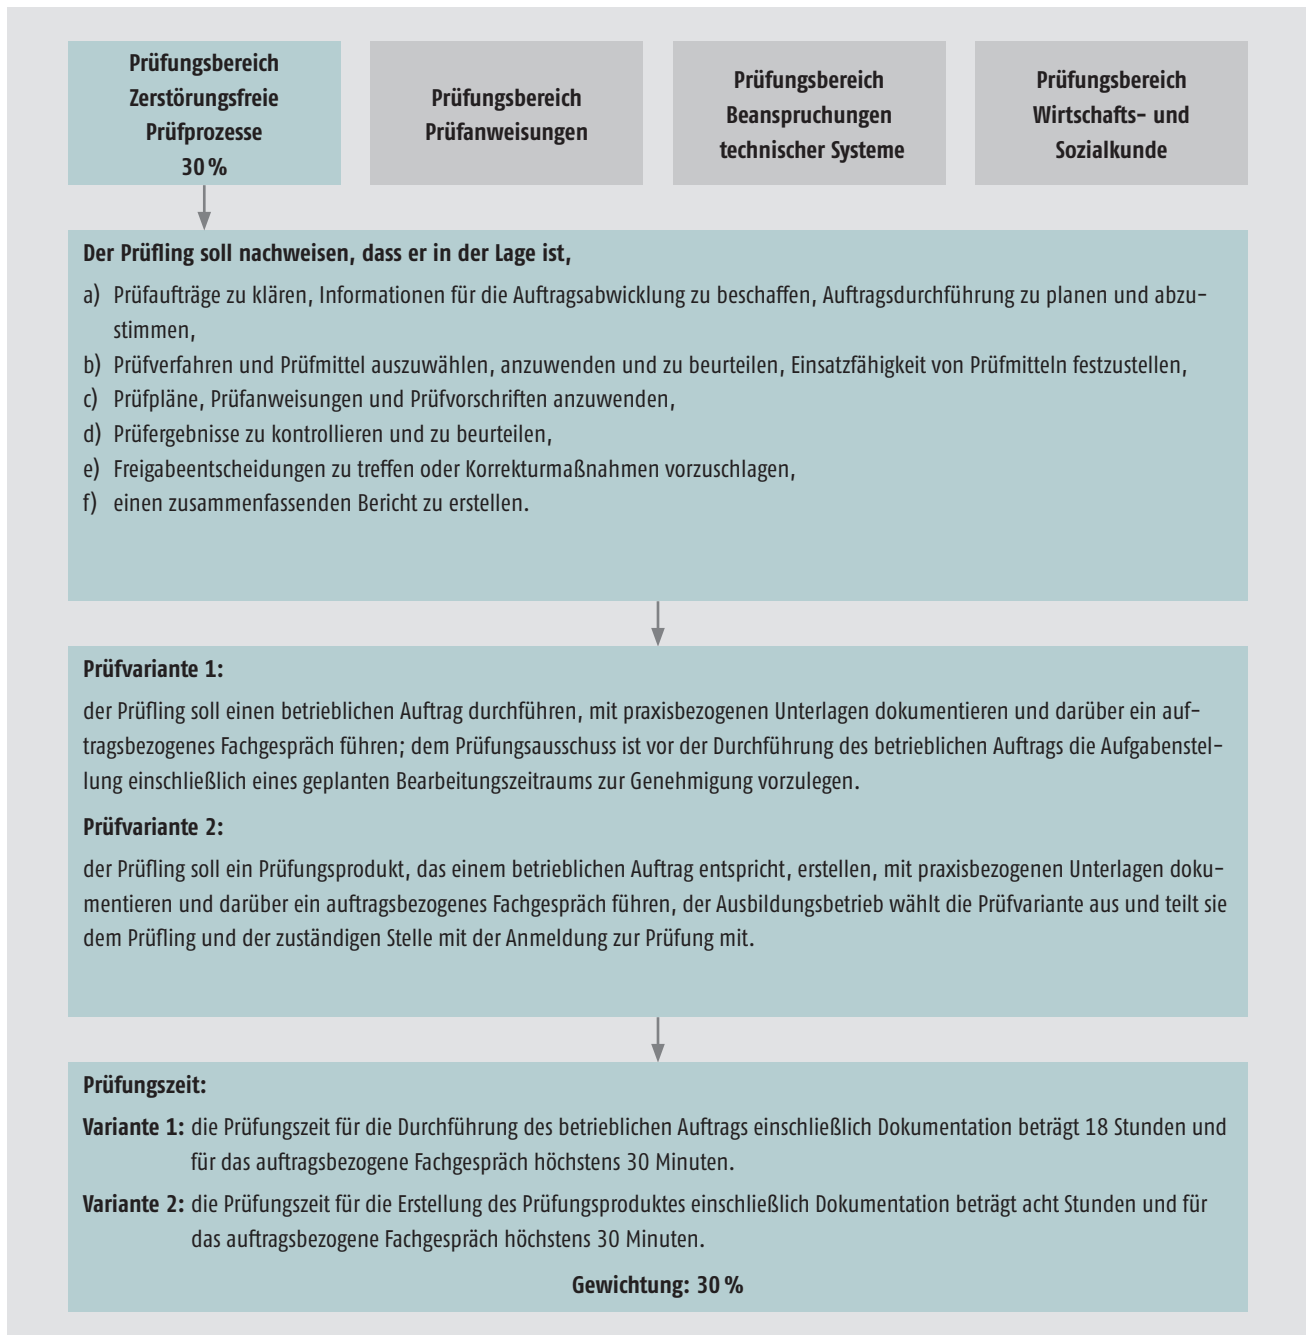 Prüfungsbereich
Zerstörungsfreie
Prüfprozesse
30 %
Prüfungsbereich
Prüfanweisungen
Prüfungsbereich
Beanspruchungen
technischer Systeme
Prüfungsbereich
Wirtschafts- und
Sozialkunde
Der Prüfling soll nachweisen, dass er in der Lage ist,
a) Prüfaufträge zu klären, Informationen für die Auftragsabwicklung zu beschaffen, Auftragsdurchführung zu planen und abzu-
stimmen,
b) Prüfverfahren und Prüfmittel auszuwählen, anzuwenden und zu beurteilen, Einsatzfähigkeit von Prüfmitteln festzustellen,
c) Prüfpläne, Prüfanweisungen und Prüfvorschriften anzuwenden,
d) Prüfergebnisse zu kontrollieren und zu beurteilen,
e) Freigabeentscheidungen zu treffen oder Korrekturmaßnahmen vorzuschlagen,
f) einen zusammenfassenden Bericht zu erstellen.
Prüfvariante 1:
der Prüfling soll einen betrieblichen Auftrag durchführen, mit praxisbezogenen Unterlagen dokumentieren und darüber ein auf-
tragsbezogenes Fachgespräch führen; dem Prüfungsausschuss ist vor der Durchführung des betrieblichen Auftrags die Aufgabenstel-
lung einschließlich eines geplanten Bearbeitungszeitraums zur Genehmigung vorzulegen.
Prüfvariante 2:
der Prüfling soll ein Prüfungsprodukt, das einem betrieblichen Auftrag entspricht, erstellen, mit praxisbezogenen Unterlagen doku-
mentieren und darüber ein auftragsbezogenes Fachgespräch führen, der Ausbildungsbetrieb wählt die Prüfvariante aus und teilt sie
dem Prüfling und der zuständigen Stelle mit der Anmeldung zur Prüfung mit.
Prüfungszeit:
Variante 1: die Prüfungszeit für die Durchführung des betrieblichen Auftrags einschließlich Dokumentation beträgt 18 Stunden und
für das auftragsbezogene Fachgespräch höchstens 30 Minuten.
Variante 2: die Prüfungszeit für die Erstellung des Prüfungsproduktes einschließlich Dokumentation beträgt acht Stunden und für
das auftragsbezogene Fachgespräch höchstens 30 Minuten.
Gewichtung: 30 %